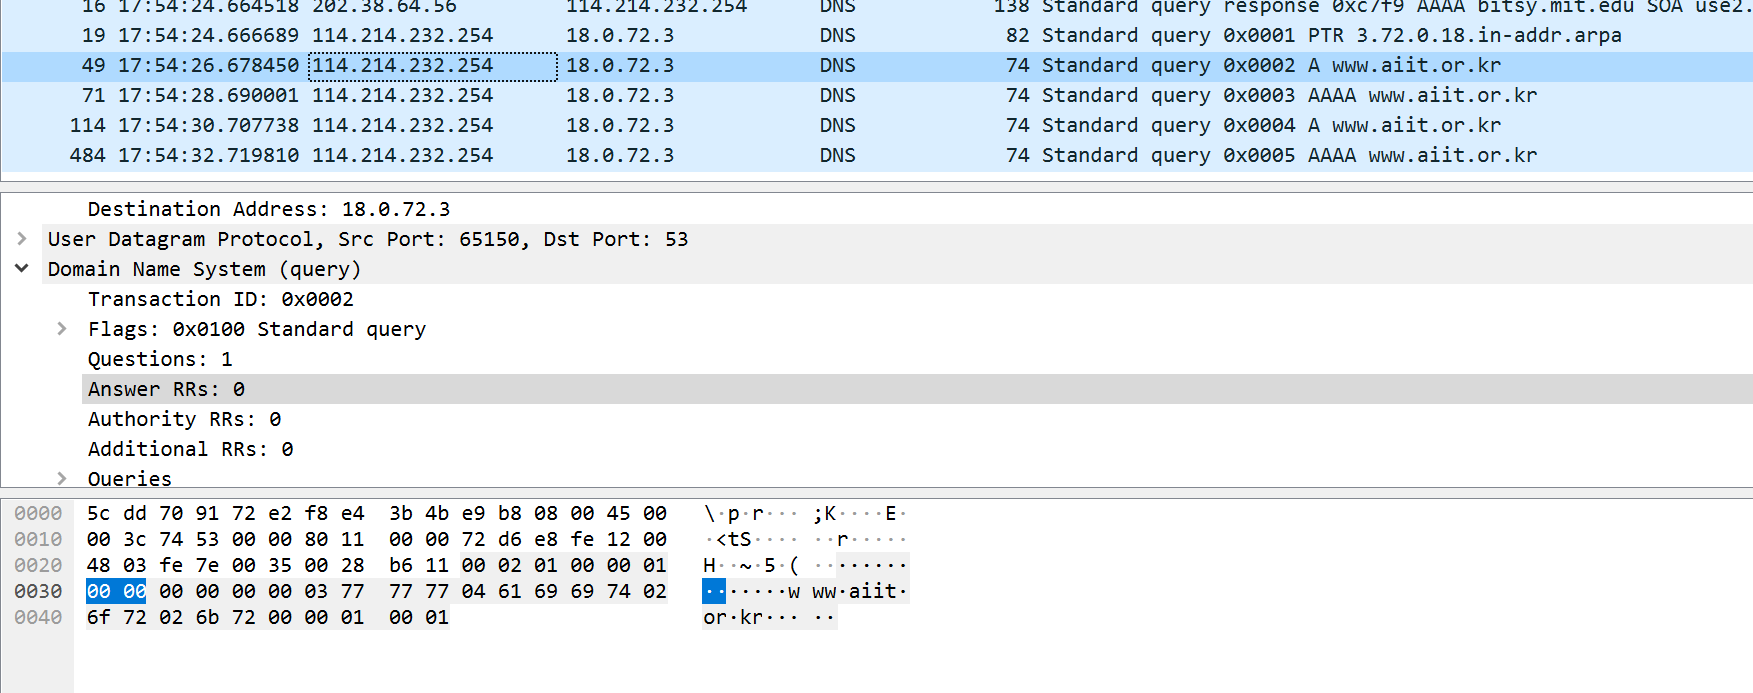 16 17:54:24.664518 202.38.64.56 114.214.232.254 DNS 138 Standard query response 0xc7f9 AAAA bitsy.mit.edu SOA use2.
19 17:54:24.666689 114.214.232.254 18.0.72.3 DNS 82 Standard query 0x0001 PTR 3.72.0.18.in-addr.arpa
49 17:54:26.678450 114.214.232.254 18.0.72.3 DNS 74 Standard query 0x0002 A www.aiit.or.kr
71 17:54:28.690001 114.214.232.254 18.0.72.3 DNS 74 Standard query 0x0003 AAAA www.aiit.or.kr
114 17:54:30.707738 114.214.232.254 18.0.72.3 DNS 74 Standard query 0x0004 A www.aiit.or.kr
484 17:54:32.719810 114.214.232.254 18.0.72.3 DNS 74 Standard query 0x0005 AAAA www.aiit.or.kr
Destination Address: 18.0.72.3
User Datagram Protocol, Src Port: 65150, Dst Port: 53
Domain Name System (query)
Transaction ID: 0x0002
Flags: 0x0100 Standard query
Questions: 1
Answer RRs: 0
Authority RRs: 0
Additional RRs: 0
Queries
0000 5c dd 70 91 72 e2 f8 e4 3b 4b e9 b8 08 00 45 00 \·p·r··· ;K····E·
0010 00 3c 74 53 00 00 80 11 00 00 72 d6 e8 fe 12 00 ·<tS···· ··r·····
0020 48 03 fe 7e 00 35 00 28 b6 11 00 02 01 00 00 01 H··~·5·( ········
0030 00 00 00 00 00 00 03 77 77 77 04 61 69 69 74 02 ·······w ww·aiit·
0040 6f 72 02 6b 72 00 00 01 00 01 or·kr··· ··